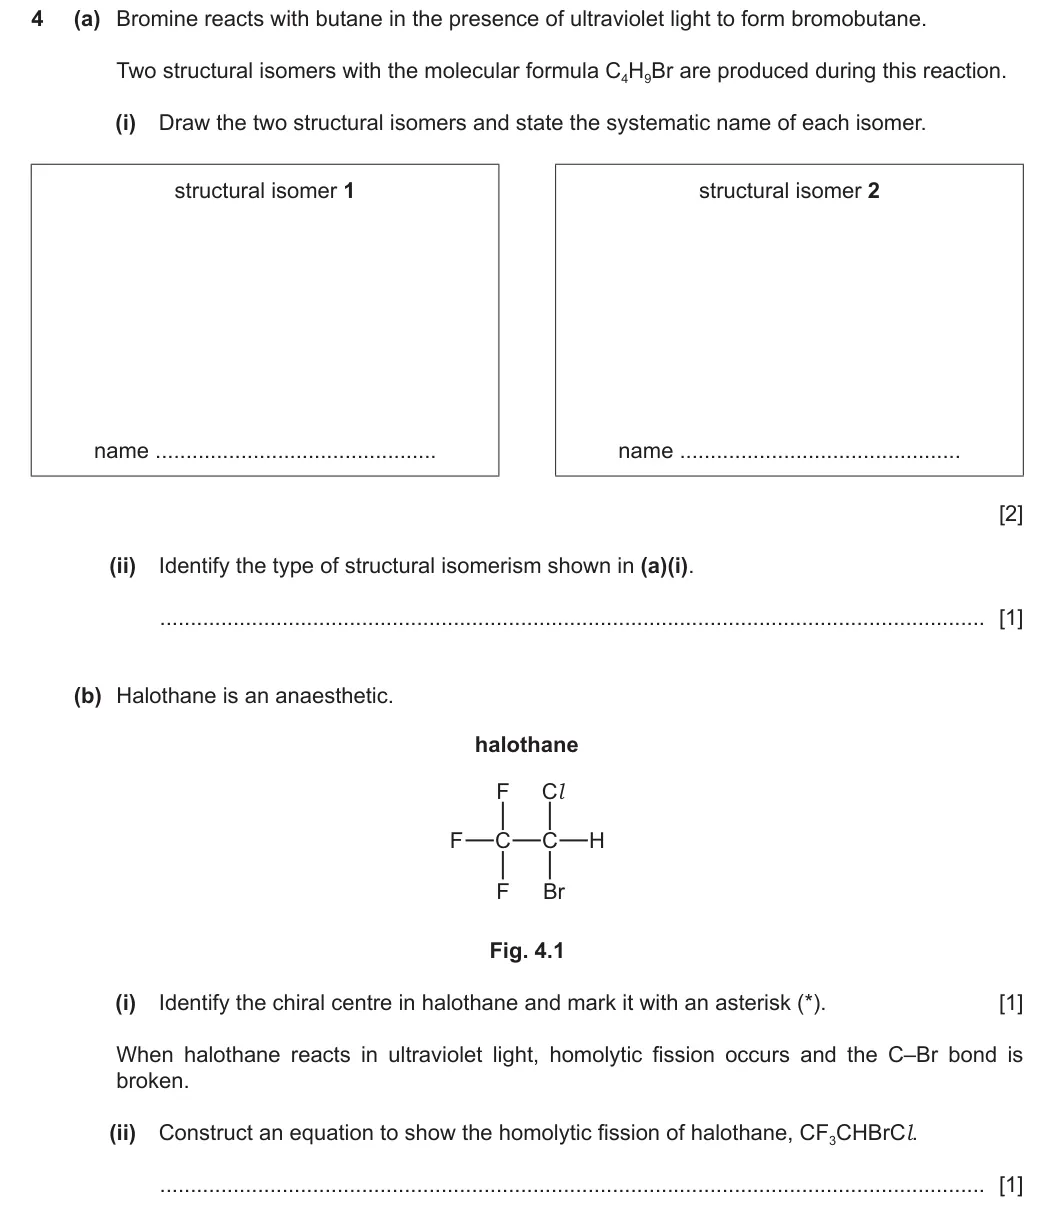 4 (a) Bromine reacts with butane in the presence of ultraviolet light to form bromobutane.
Two structural isomers with the molecular formula C₄H₉Br are produced during this reaction.
(i) Draw the two structural isomers and state the systematic name of each isomer.
structural isomer 1
structural isomer 2
name ..............................................
name ..............................................
[2]
(ii) Identify the type of structural isomerism shown in (a)(i).
....................................................................................................................................... [1]
(b) Halothane is an anaesthetic.
halothane
F Cl
F—C—C—H
F Br
Fig. 4.1
(i) Identify the chiral centre in halothane and mark it with an asterisk (*). [1]
When halothane reacts in ultraviolet light, homolytic fission occurs and the C–Br bond is
broken.
(ii) Construct an equation to show the homolytic fission of halothane, CF₃CHBrCl.
....................................................................................................................................... [1]